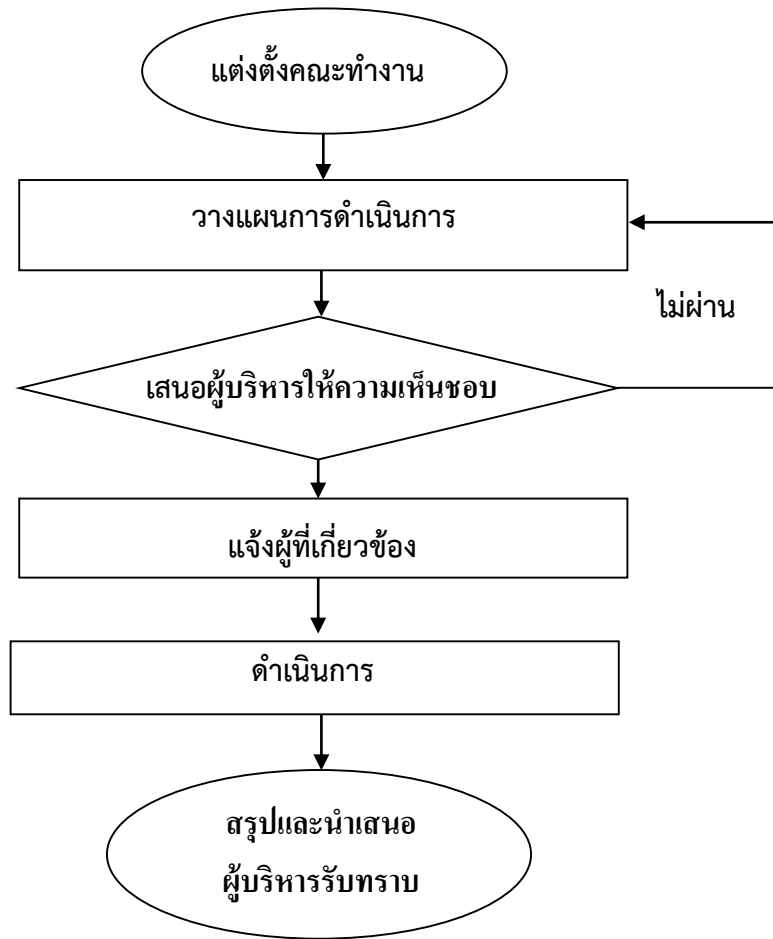 แต่งตั้งคณะทำงาน
วางแผนการดำเนินการ
ไม่ผ่าน
เสนอผู้บริหารให้ความเห็นชอบ
แจ้งผู้ที่เกี่ยวข้อง
ดำเนินการ
สรุปและนำเสนอ
ผู้บริหารรับทราบ